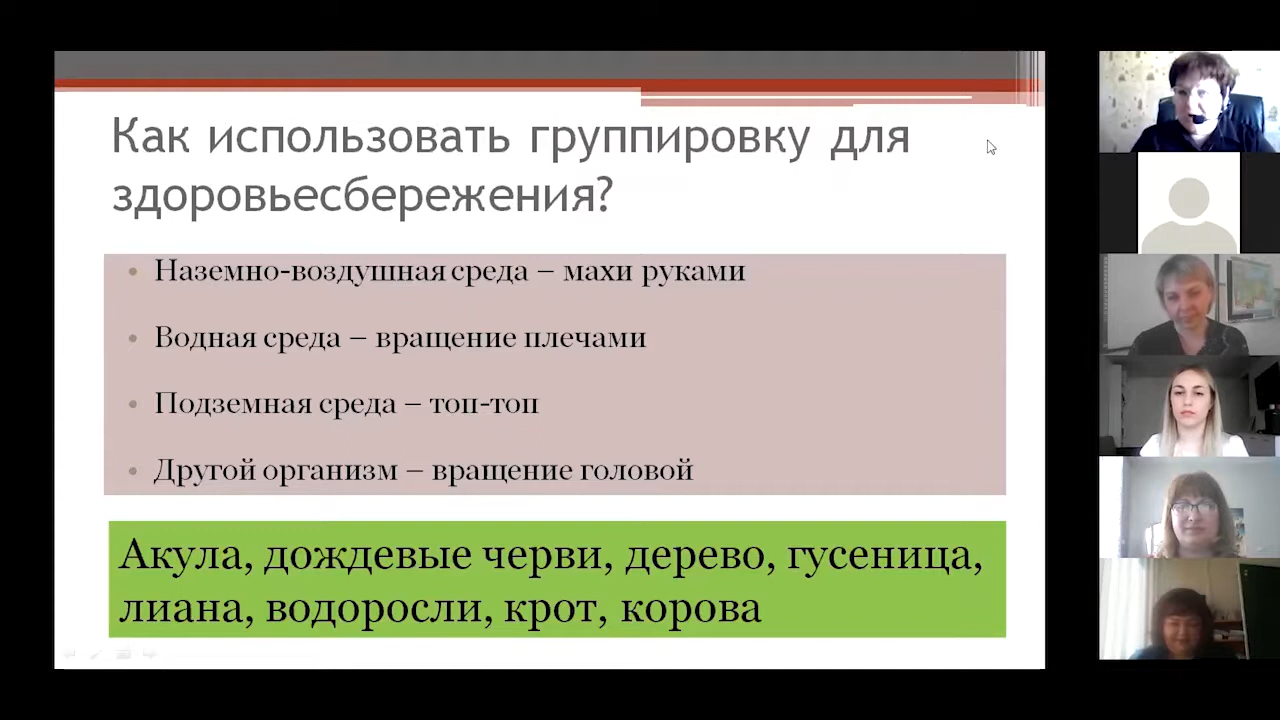 Как использовать группировку для
здоровьесбережения?
• Наземно-воздушная среда – махи руками
• Водная среда – вращение плечами
• Подземная среда – топ-топ
• Другой организм – вращение головой
Акула, дождевые черви, дерево, гусеница,
лиана, водоросли, крот, корова